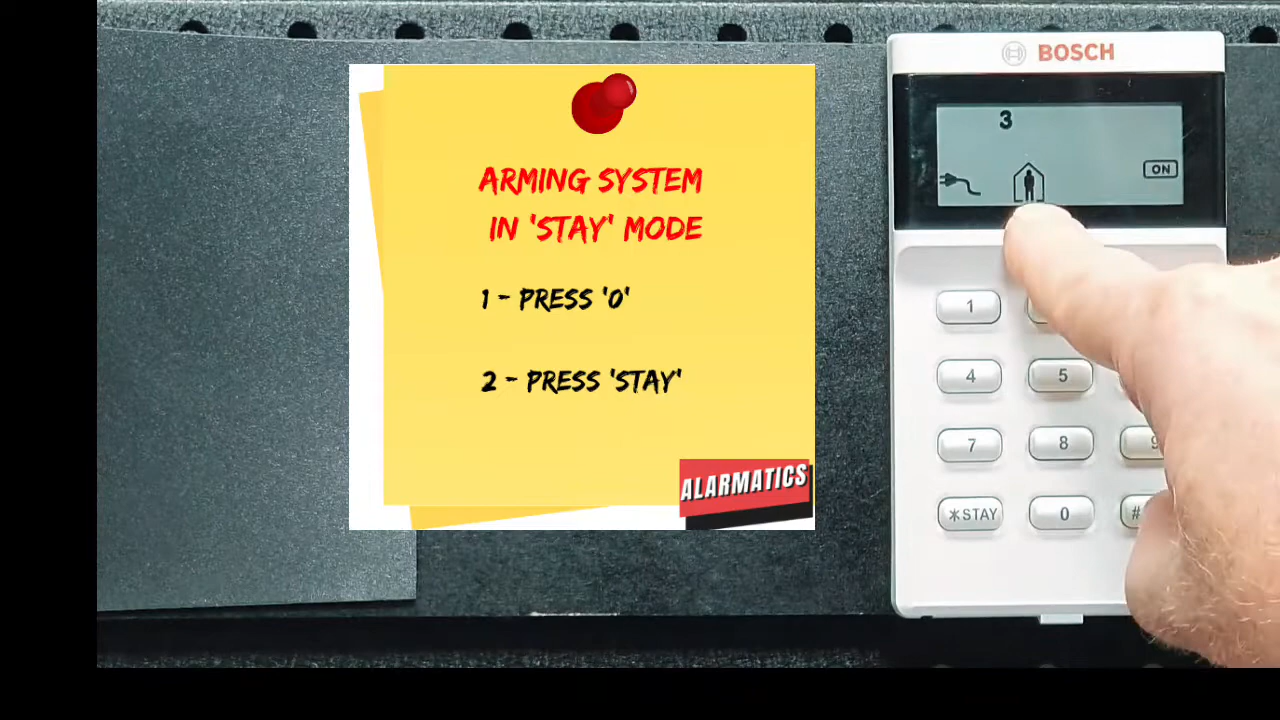 ARMING SYSTEM
IN 'STAY' MODE
1 - PRESS '0'
2 - PRESS 'STAY'
ALARMATICS
BOSCH
3
ON
1
4 5
7 8 9
*STAY 0 #